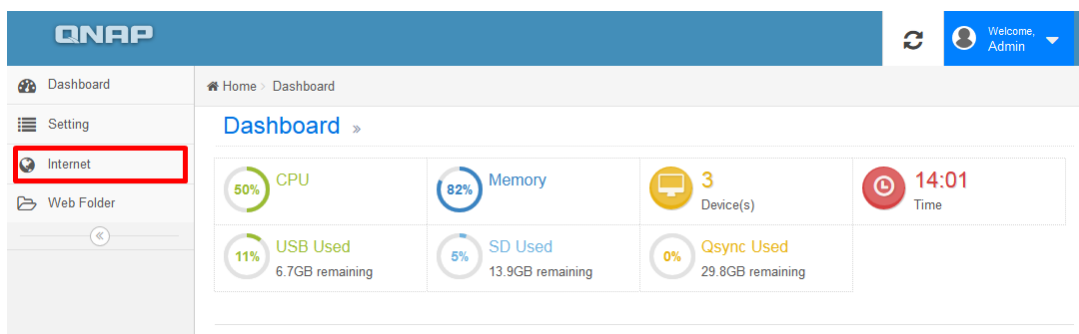 QNAP
Welcome,
Admin
Dashboard
Setting
Internet
Web Folder
Home > Dashboard
Dashboard »
50% CPU
82% Memory
3
Device(s)
14:01
Time
11% USB Used
6.7GB remaining
5% SD Used
13.9GB remaining
0% Qsync Used
29.8GB remaining